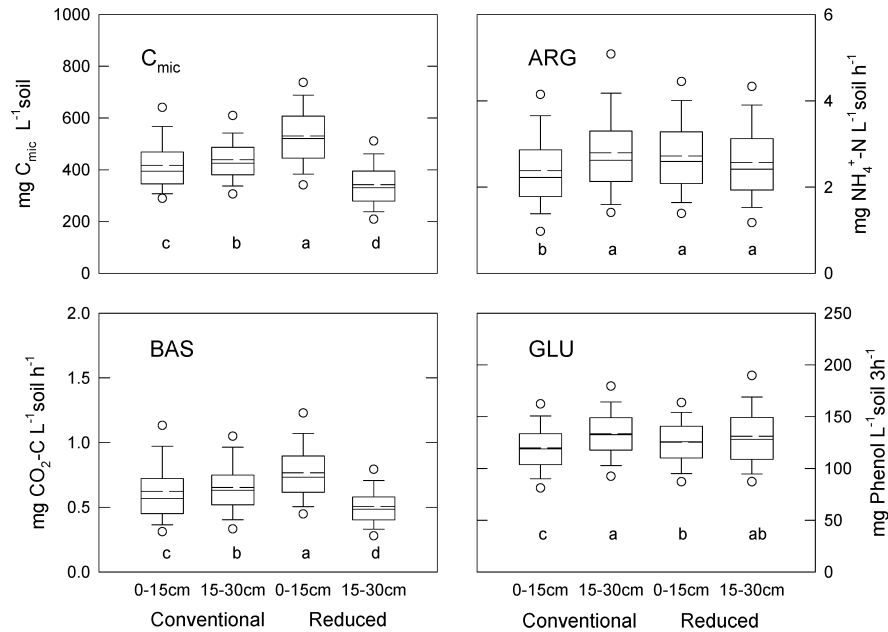 C_mic
1000
800
600
400
200
0
mg C_mic L⁻¹soil
c b a d
ARG
6
4
2
0
mg NH₄⁺-N L⁻¹soil h⁻¹
b a a a
BAS
2.0
1.5
1.0
0.5
0.0
mg CO₂-C L⁻¹soil h⁻¹
c b a d
0-15cm 15-30cm 0-15cm 15-30cm
Conventional Reduced
GLU
250
200
150
100
50
0
mg Phenol L⁻¹soil 3h⁻¹
c a b ab
0-15cm 15-30cm 0-15cm 15-30cm
Conventional Reduced